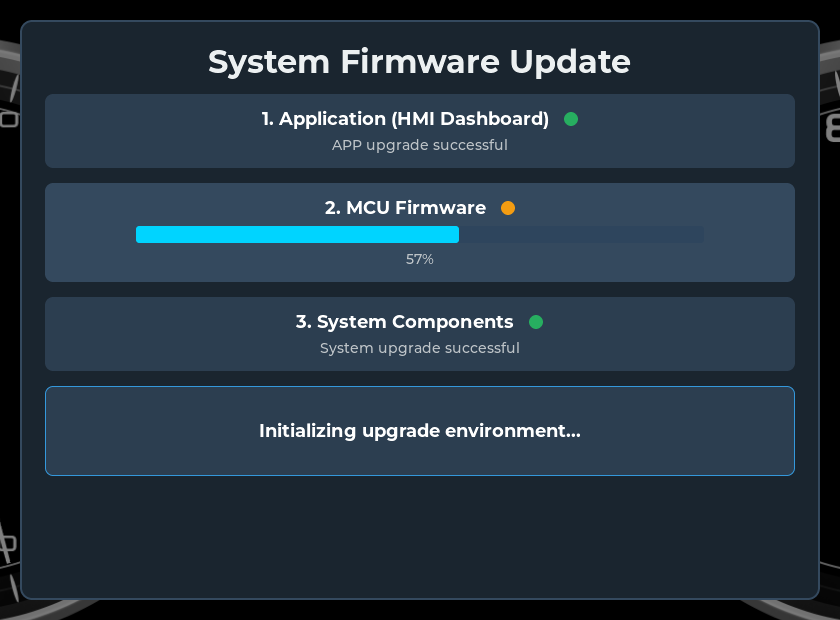 System Firmware Update
1. Application (HMI Dashboard)
APP upgrade successful
2. MCU Firmware
57%
3. System Components
System upgrade successful
Initializing upgrade environment...